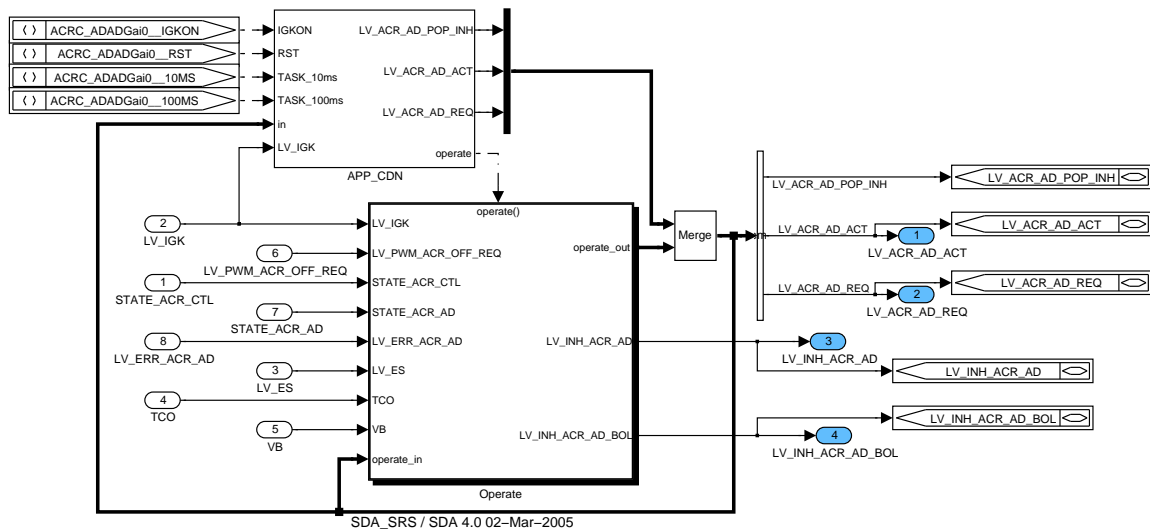 ACRC_ADADGai0__IGKON
ACRC_ADADGai0__RST
ACRC_ADADGai0__10MS
ACRC_ADADGai0__100MS
IGKON
RST
TASK_10ms
TASK_100ms
in
LV_IGK
LV_ACR_AD_POP_INH
LV_ACR_AD_ACT
LV_ACR_AD_REQ
operate
APP_CDN
2
LV_IGK
6
LV_PWM_ACR_OFF_REQ
1
STATE_ACR_CTL
7
STATE_ACR_AD
8
LV_ERR_ACR_AD
3
LV_ES
4
TCO
5
VB
operate()
LV_IGK
LV_PWM_ACR_OFF_REQ
STATE_ACR_CTL
STATE_ACR_AD
LV_ERR_ACR_AD
LV_ES
TCO
VB
operate_in
operate_out
LV_INH_ACR_AD
LV_INH_ACR_AD_BOL
Operate
Merge
LV_ACR_AD_POP_INH
LV_ACR_AD_ACT
LV_ACR_AD_REQ
LV_ACR_AD_POP_INH
LV_ACR_AD_ACT
1
LV_ACR_AD_ACT
LV_ACR_AD_REQ
2
LV_ACR_AD_REQ
3
LV_INH_ACR_AD
LV_INH_ACR_AD
LV_INH_ACR_AD_BOL
4
LV_INH_ACR_AD_BOL
SDA_SRS / SDA 4.0 02–Mar–2005